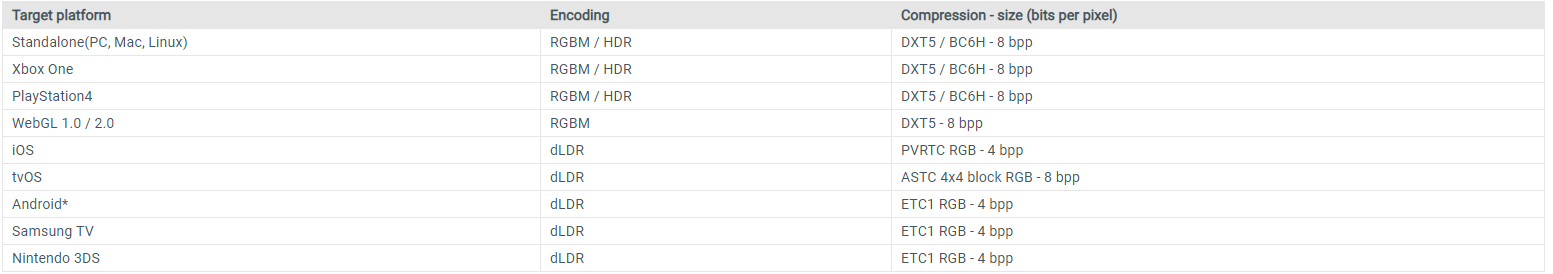 Target platform Encoding Compression - size (bits per pixel)
Standalone(PC, Mac, Linux) RGBM / HDR DXT5 / BC6H - 8 bpp
Xbox One RGBM / HDR DXT5 / BC6H - 8 bpp
PlayStation4 RGBM / HDR DXT5 / BC6H - 8 bpp
WebGL 1.0 / 2.0 RGBM DXT5 - 8 bpp
iOS dLDR PVRTC RGB - 4 bpp
tvOS dLDR ASTC 4x4 block RGB - 8 bpp
Android* dLDR ETC1 RGB - 4 bpp
Samsung TV dLDR ETC1 RGB - 4 bpp
Nintendo 3DS dLDR ETC1 RGB - 4 bpp